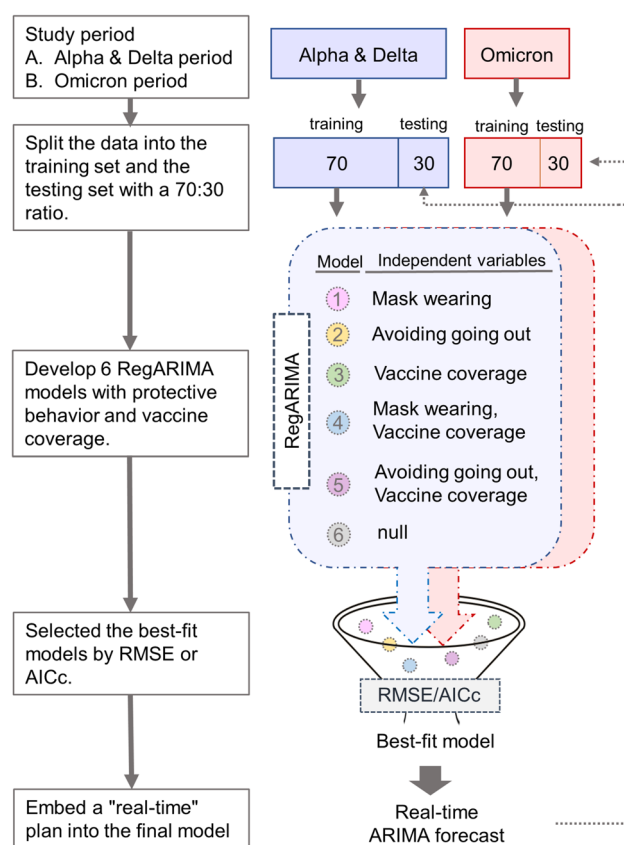 Study period
A. Alpha & Delta period
B. Omicron period
Split the data into the
training set and the
testing set with a 70:30
ratio.
Develop 6 RegARIMA
models with protective
behavior and vaccine
coverage.
Selected the best-fit
models by RMSE or
AICc.
Embed a "real-time"
plan into the final model
Alpha & Delta
Omicron
training testing
training testing
70 30
70 30
Model Independent variables
1 Mask wearing
2 Avoiding going out
3 Vaccine coverage
4 Mask wearing,
Vaccine coverage
5 Avoiding going out,
Vaccine coverage
6 null
RegARIMA
RMSE/AICc
Best-fit model
Real-time
ARIMA forecast